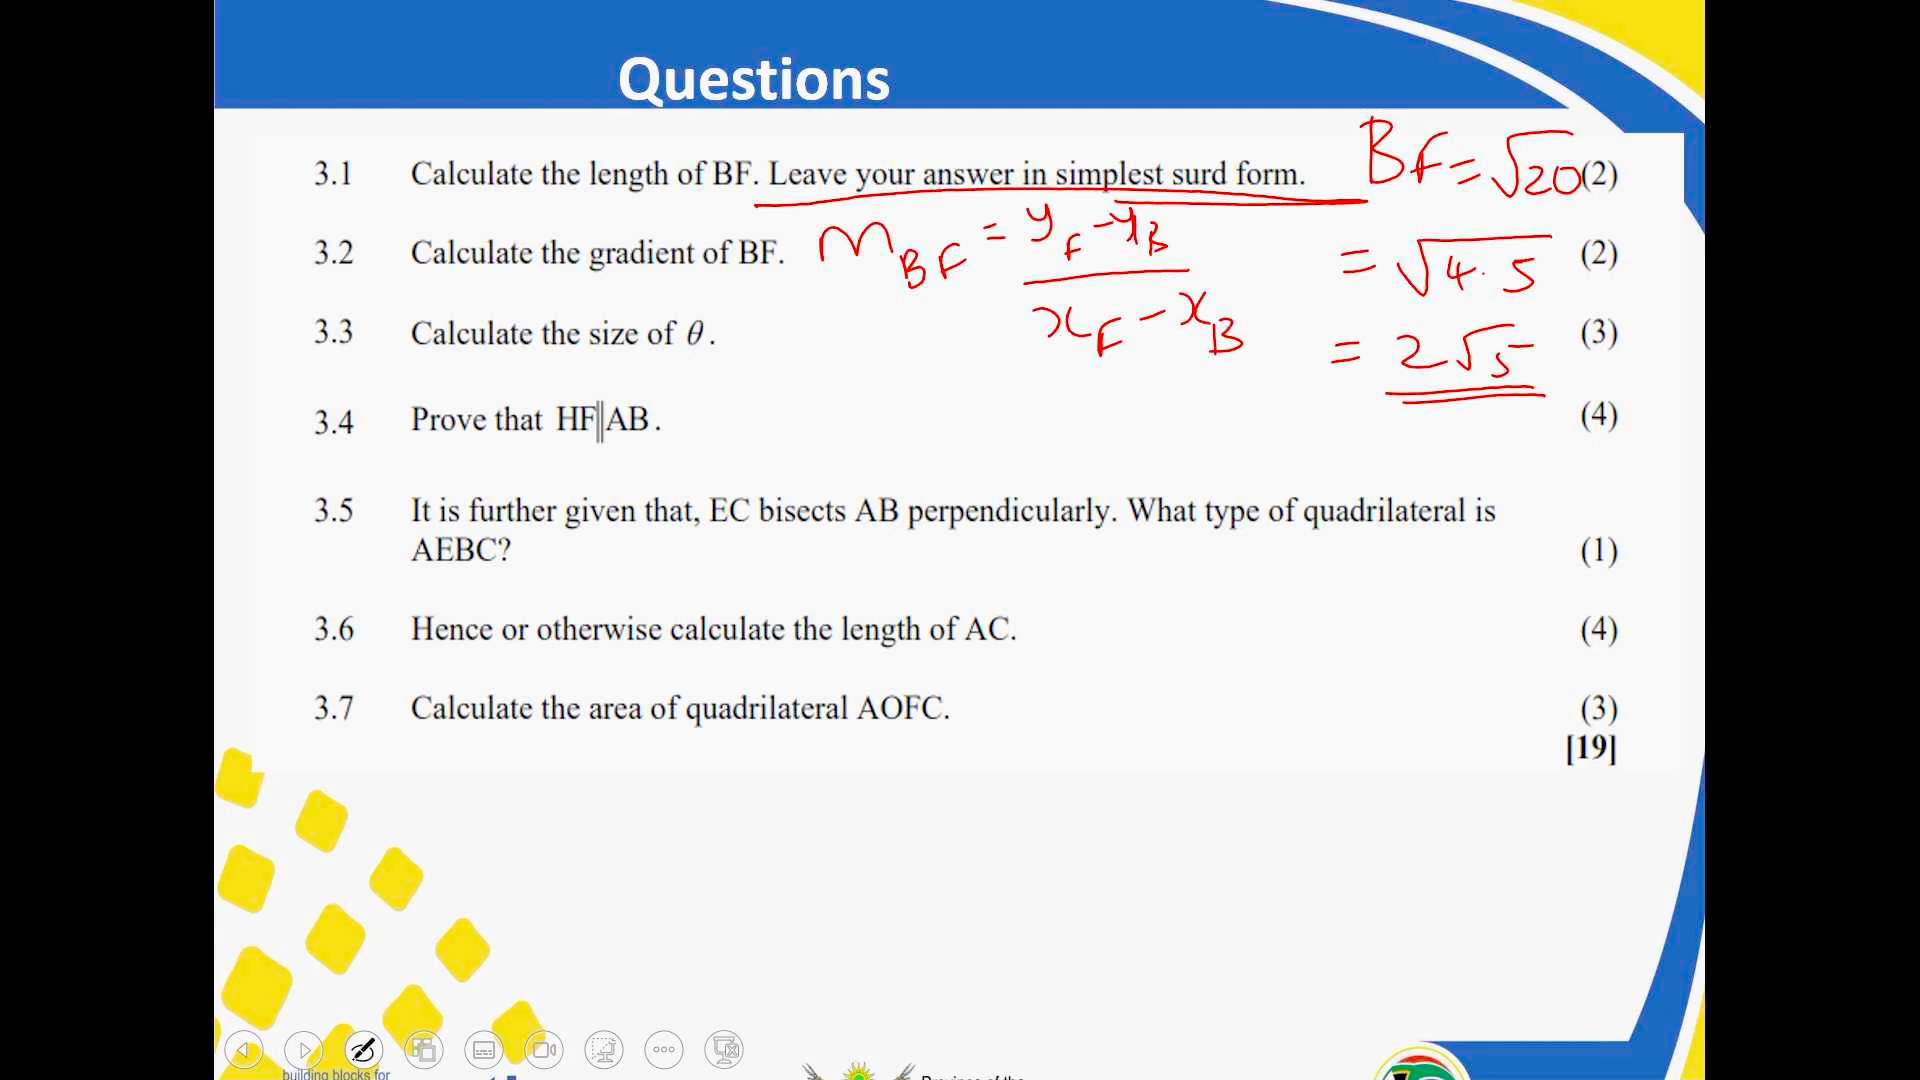 Questions
3.1 Calculate the length of BF. Leave your answer in simplest surd form. BF = √20 (2)
3.2 Calculate the gradient of BF. m_BF = (y_F - y_B) / (x_F - x_B) = √4.5 (2)
3.3 Calculate the size of θ. = 2√5 (3)
3.4 Prove that HF||AB. (4)
3.5 It is further given that, EC bisects AB perpendicularly. What type of quadrilateral is
AEBC? (1)
3.6 Hence or otherwise calculate the length of AC. (4)
3.7 Calculate the area of quadrilateral AOFC. (3)
[19]
building blocks for